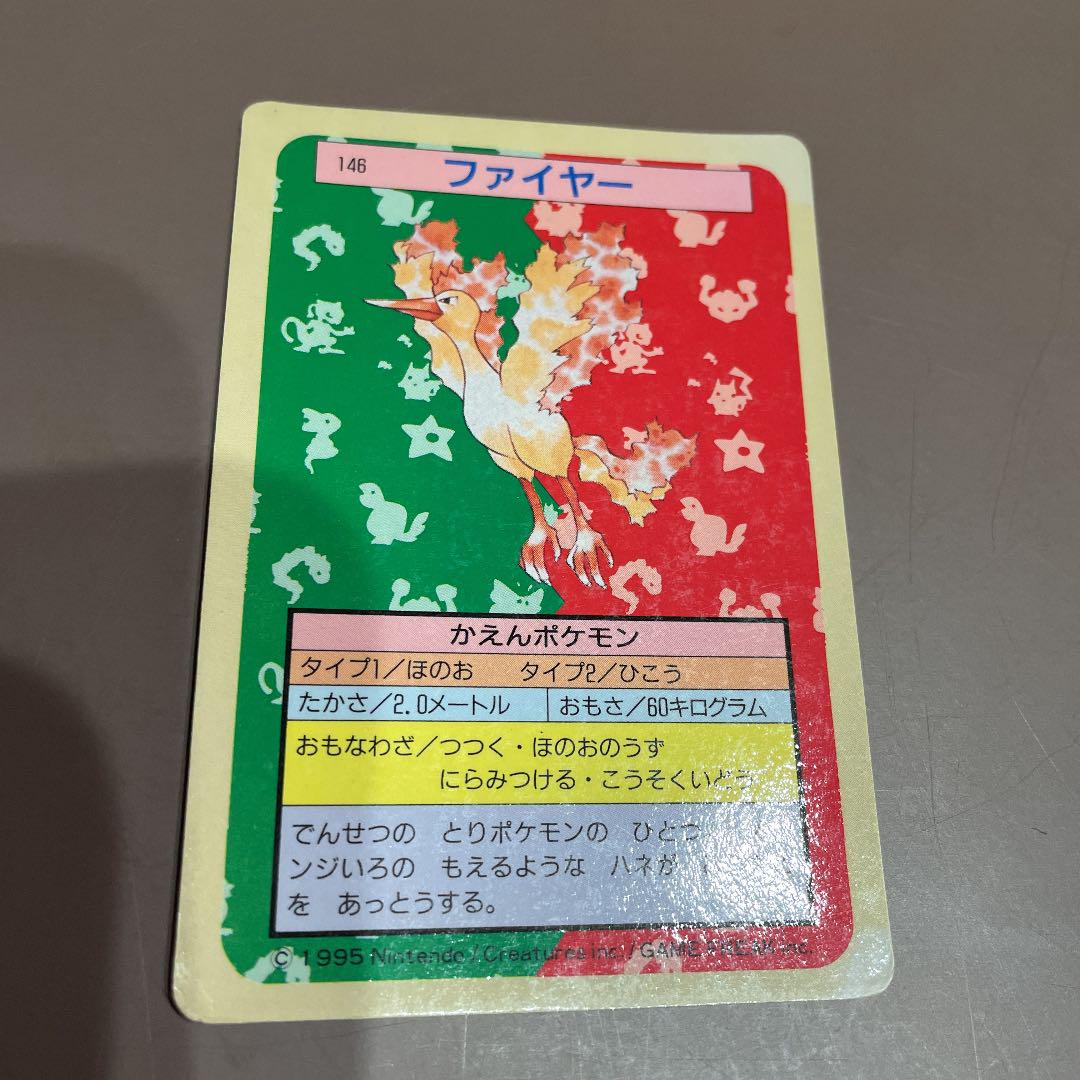 146 ファイヤー
かえんポケモン
タイプ1/ほのお タイプ2/ひこう
たかさ/2.0メートル おもさ/60キログラム
おもなわざ/つつく・ほのおのうず
にらみつける・こうそくいどう
でんせつの とりポケモンの ひとつ
ンジいろの もえるような ハネが
を あっとうする。
© 1995 Nintendo/Creatures inc./GAME FREAK inc.